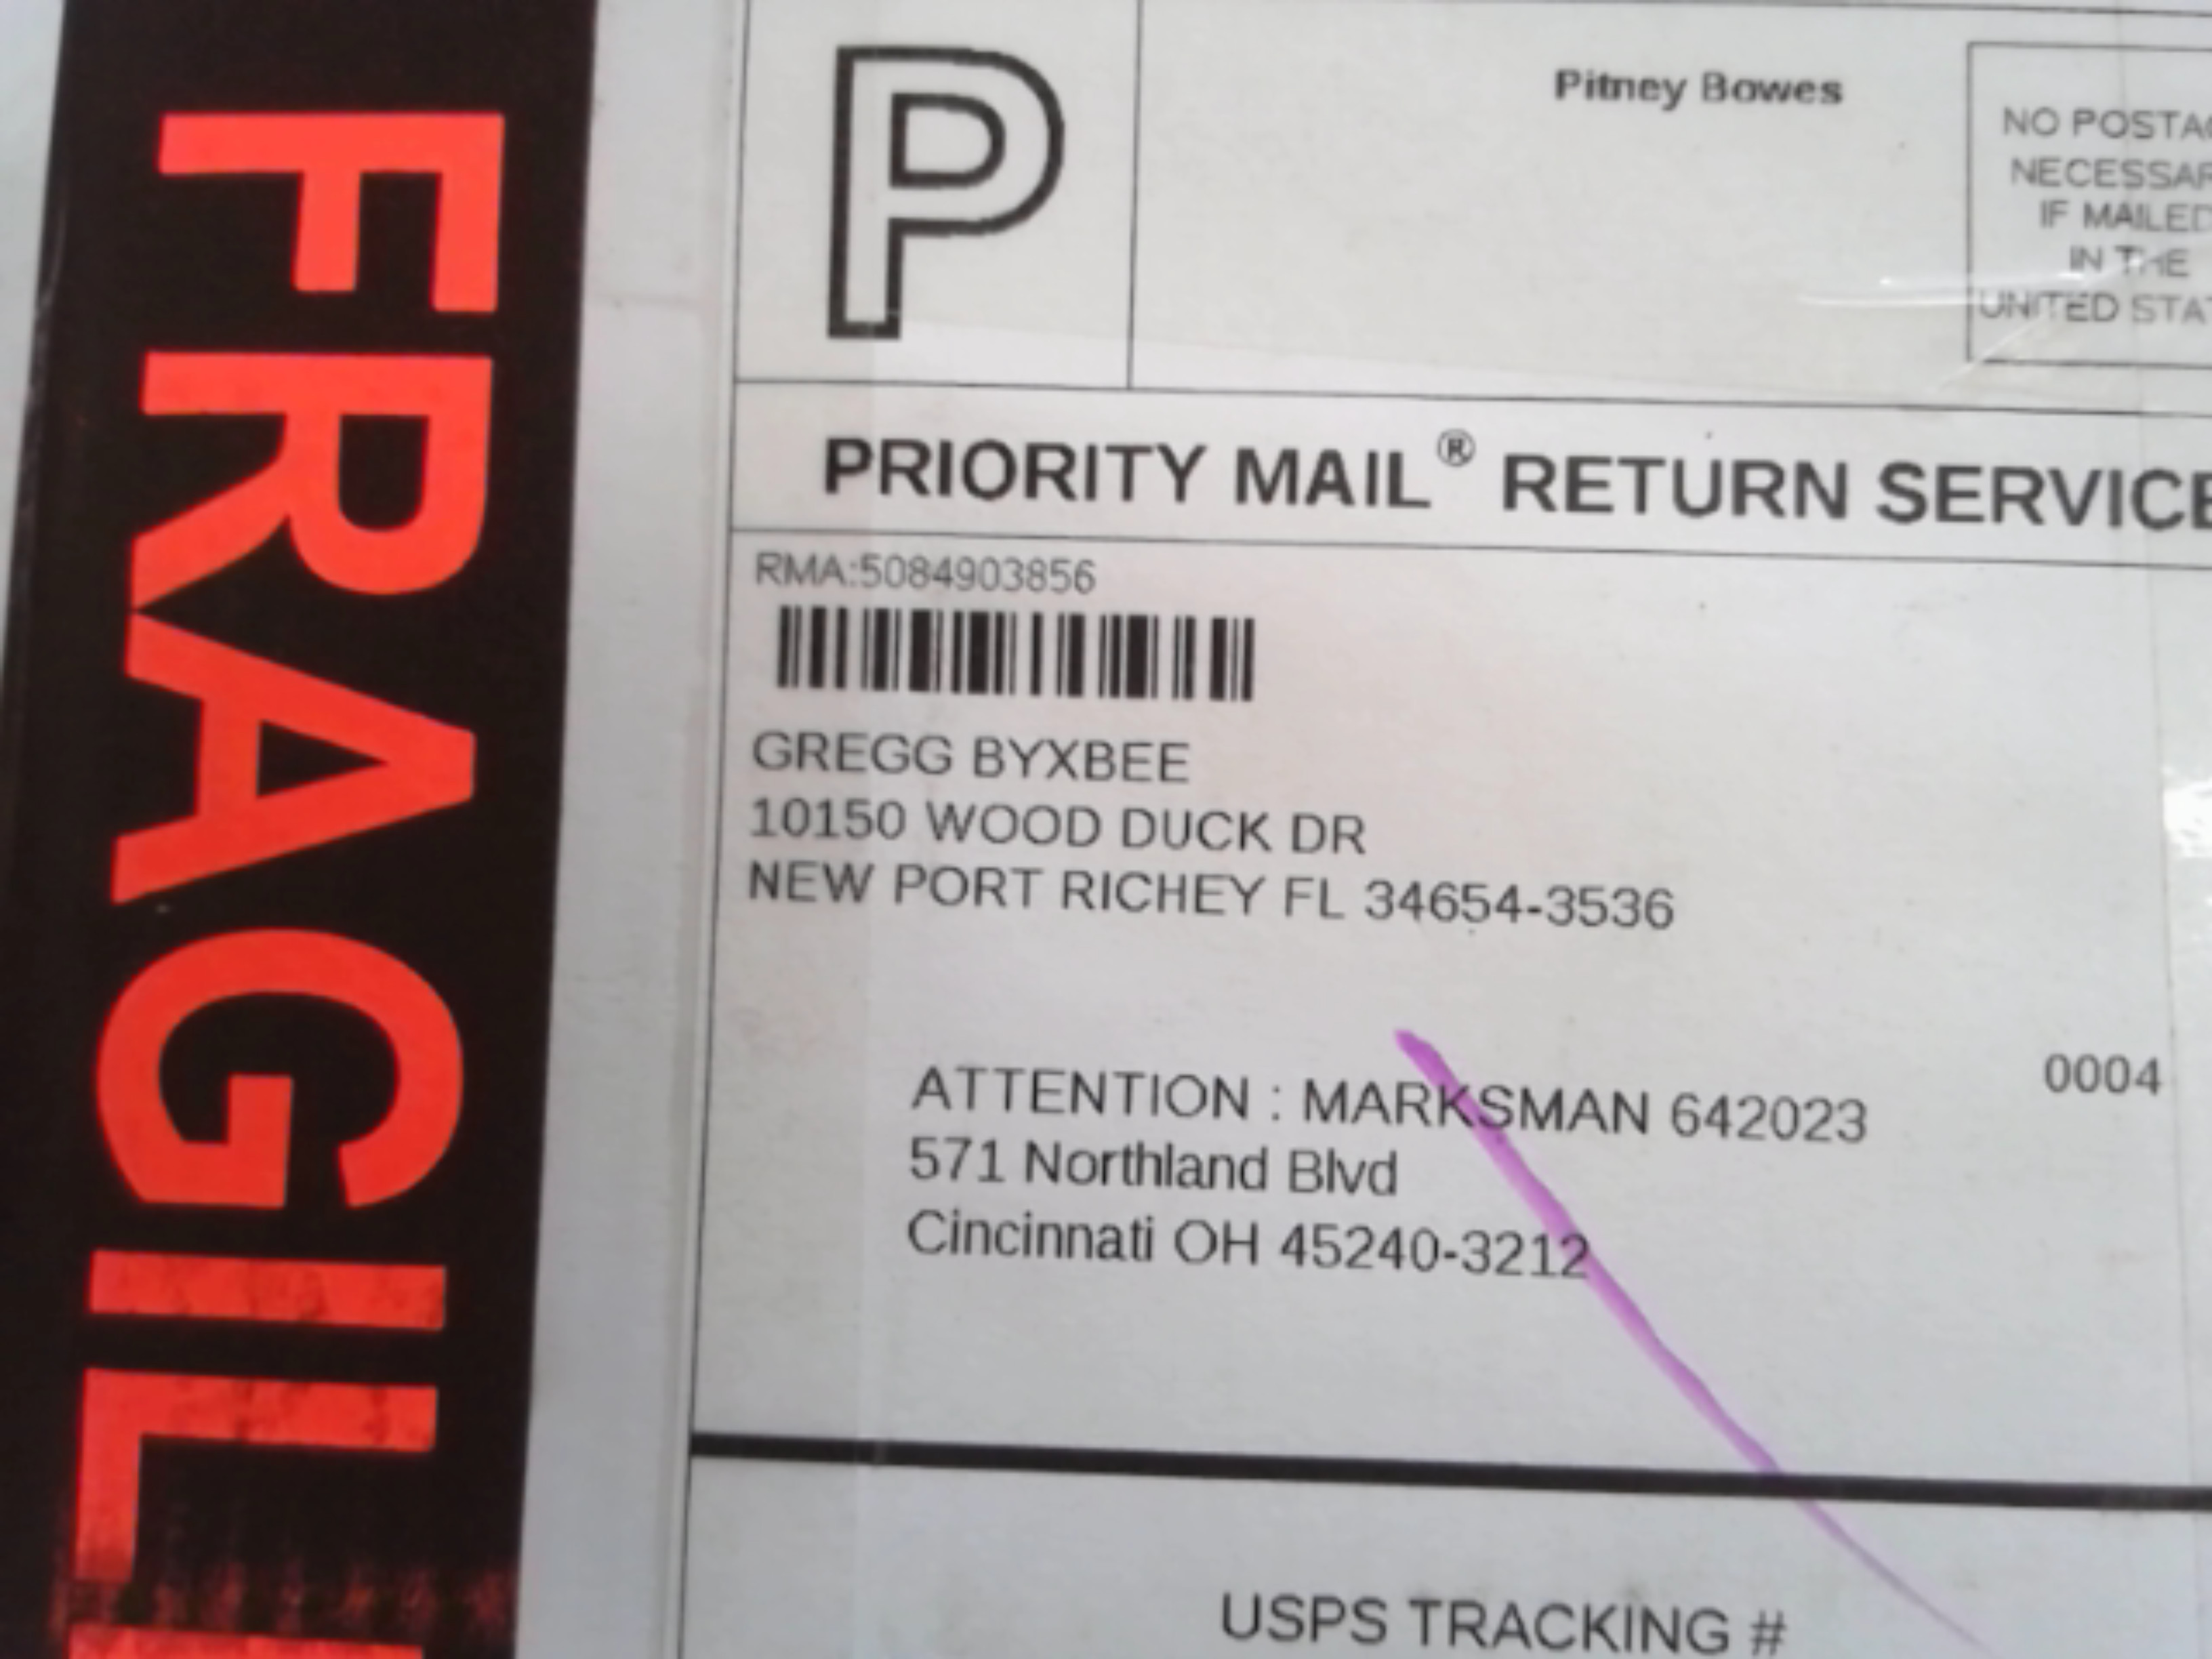 FRAGIL
P
Pitney Bowes
NO POSTAG
NECESSAR
IF MAILED
IN THE
UNITED STAT
PRIORITY MAIL® RETURN SERVICE
RMA:5084903856
GREGG BYXBEE
10150 WOOD DUCK DR
NEW PORT RICHEY FL 34654-3536
0004
ATTENTION : MARKSMAN 642023
571 Northland Blvd
Cincinnati OH 45240-3212
USPS TRACKING #